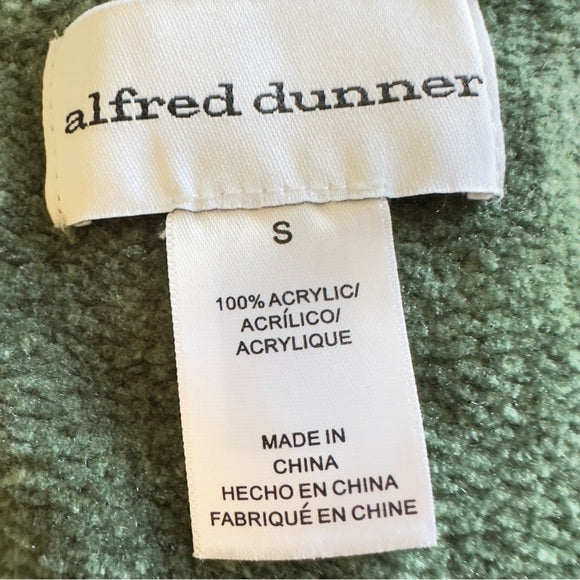 alfred dunner
S
100% ACRYLIC/
ACRÍLICO/
ACRYLIQUE
MADE IN
CHINA
HECHO EN CHINA
FABRIQUÉ EN CHINE